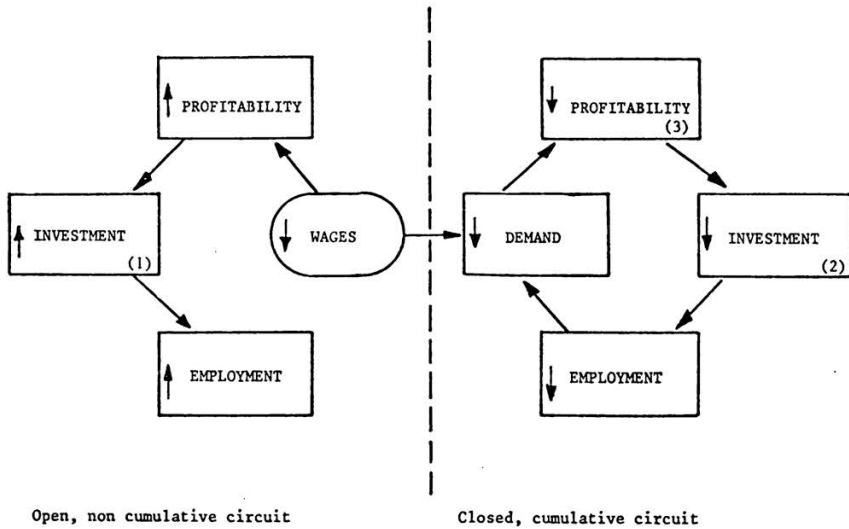 PROFITABILITY
INVESTMENT
(1)
WAGES
EMPLOYMENT
PROFITABILITY
(3)
DEMAND
INVESTMENT
(2)
EMPLOYMENT
Open, non cumulative circuit
Closed, cumulative circuit